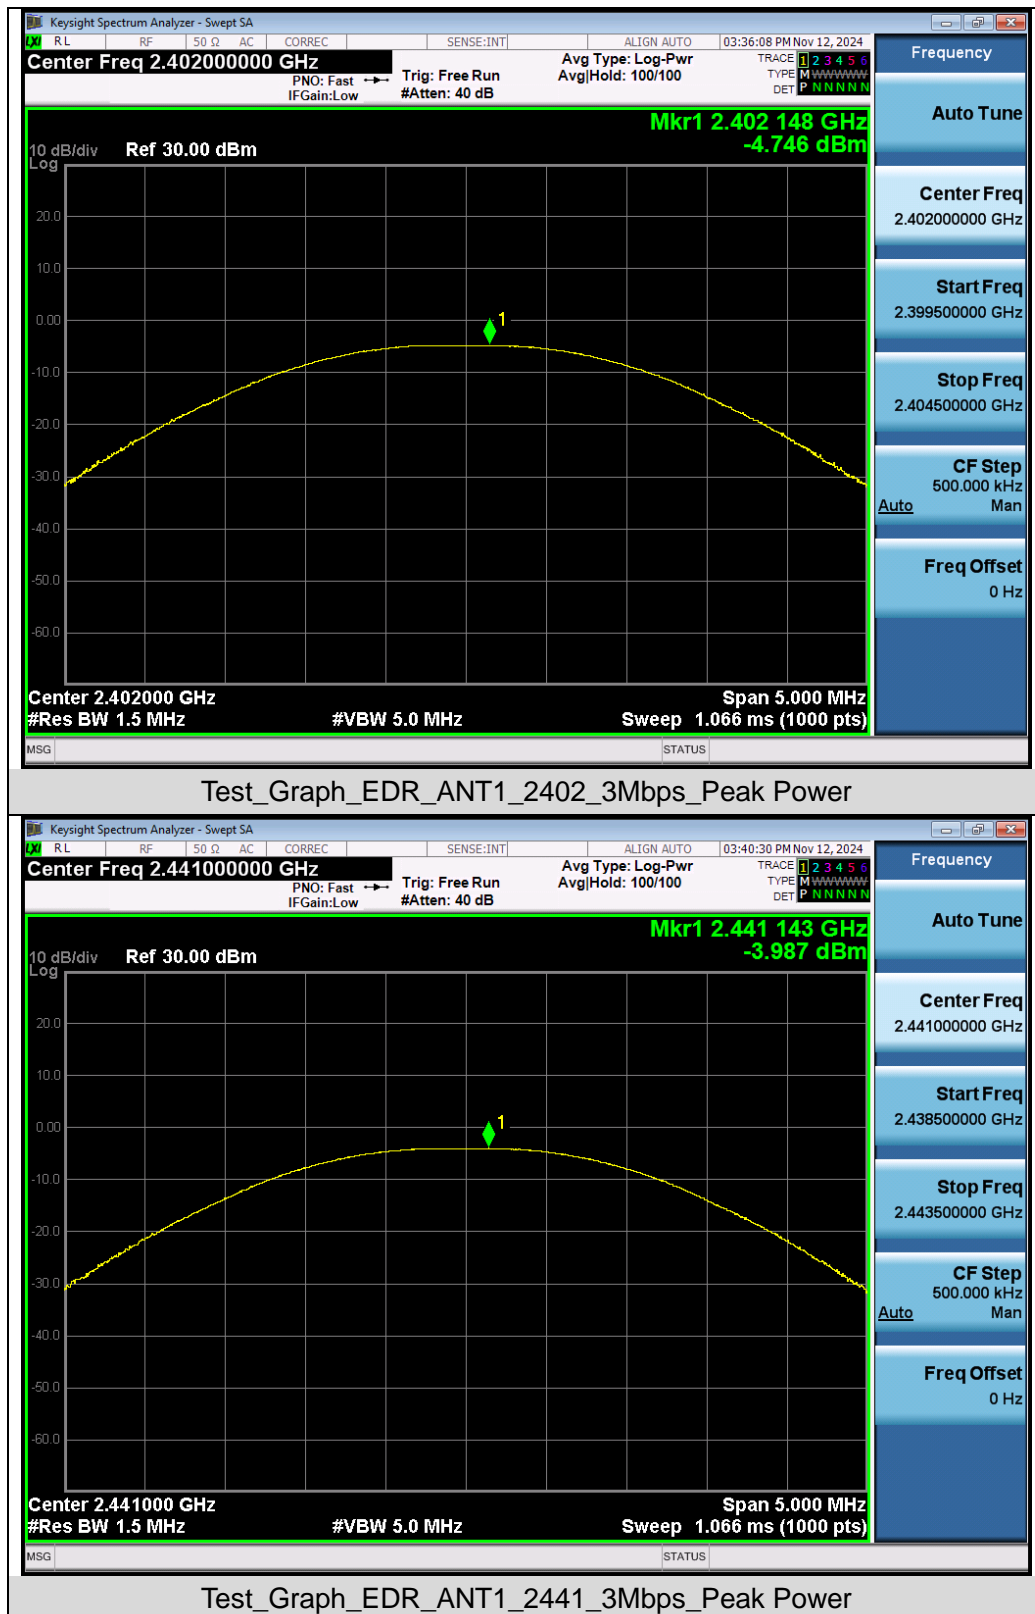 Keysight Spectrum Analyzer - Swept SA
LXI RL RF 50 Ω AC CORREC SENSE:INT ALIGN AUTO 03:36:08 PM Nov 12, 2024
Center Freq 2.402000000 GHz
Avg Type: Log-Pwr
TRACE 1 2 3 4 5 6
PNO: Fast
Trig: Free Run
Avg|Hold: 100/100
TYPE M WWWWW
IFGain:Low
#Atten: 40 dB
DET P N N N N N
Mkr1 2.402 148 GHz
-4.746 dBm
10 dB/div Ref 30.00 dBm
Log
20.0
10.0
0.00
1
-10.0
-20.0
-30.0
-40.0
-50.0
-60.0
Center 2.402000 GHz Span 5.000 MHz
#Res BW 1.5 MHz #VBW 5.0 MHz Sweep 1.066 ms (1000 pts)
MSG STATUS
Frequency
Auto Tune
Center Freq
2.402000000 GHz
Start Freq
2.399500000 GHz
Stop Freq
2.404500000 GHz
CF Step
500.000 kHz
Auto Man
Freq Offset
0 Hz
Test_Graph_EDR_ANT1_2402_3Mbps_Peak Power
Keysight Spectrum Analyzer - Swept SA
LXI RL RF 50 Ω AC CORREC SENSE:INT ALIGN AUTO 03:40:30 PM Nov 12, 2024
Center Freq 2.441000000 GHz
Avg Type: Log-Pwr
TRACE 1 2 3 4 5 6
PNO: Fast
Trig: Free Run
Avg|Hold: 100/100
TYPE M WWWWW
IFGain:Low
#Atten: 40 dB
DET P N N N N N
Mkr1 2.441 143 GHz
-3.987 dBm
10 dB/div Ref 30.00 dBm
Log
20.0
10.0
0.00
1
-10.0
-20.0
-30.0
-40.0
-50.0
-60.0
Center 2.441000 GHz Span 5.000 MHz
#Res BW 1.5 MHz #VBW 5.0 MHz Sweep 1.066 ms (1000 pts)
MSG STATUS
Frequency
Auto Tune
Center Freq
2.441000000 GHz
Start Freq
2.438500000 GHz
Stop Freq
2.443500000 GHz
CF Step
500.000 kHz
Auto Man
Freq Offset
0 Hz
Test_Graph_EDR_ANT1_2441_3Mbps_Peak Power